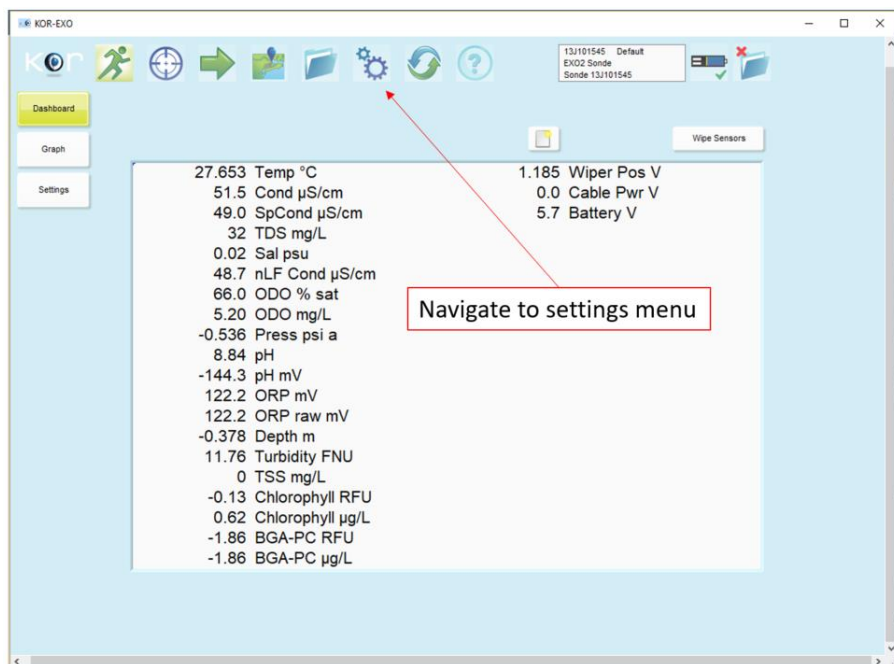 KOR-EXO
Kor
13J101545 Default
EXO2 Sonde
Sonde 13J101545
Dashboard
Graph
Settings
Wipe Sensors
27.653 Temp °C
51.5 Cond µS/cm
49.0 SpCond µS/cm
32 TDS mg/L
0.02 Sal psu
48.7 nLF Cond µS/cm
66.0 ODO % sat
5.20 ODO mg/L
-0.536 Press psi a
8.84 pH
-144.3 pH mV
122.2 ORP mV
122.2 ORP raw mV
-0.378 Depth m
11.76 Turbidity FNU
0 TSS mg/L
-0.13 Chlorophyll RFU
0.62 Chlorophyll µg/L
-1.86 BGA-PC RFU
-1.86 BGA-PC µg/L
1.185 Wiper Pos V
0.0 Cable Pwr V
5.7 Battery V
Navigate to settings menu